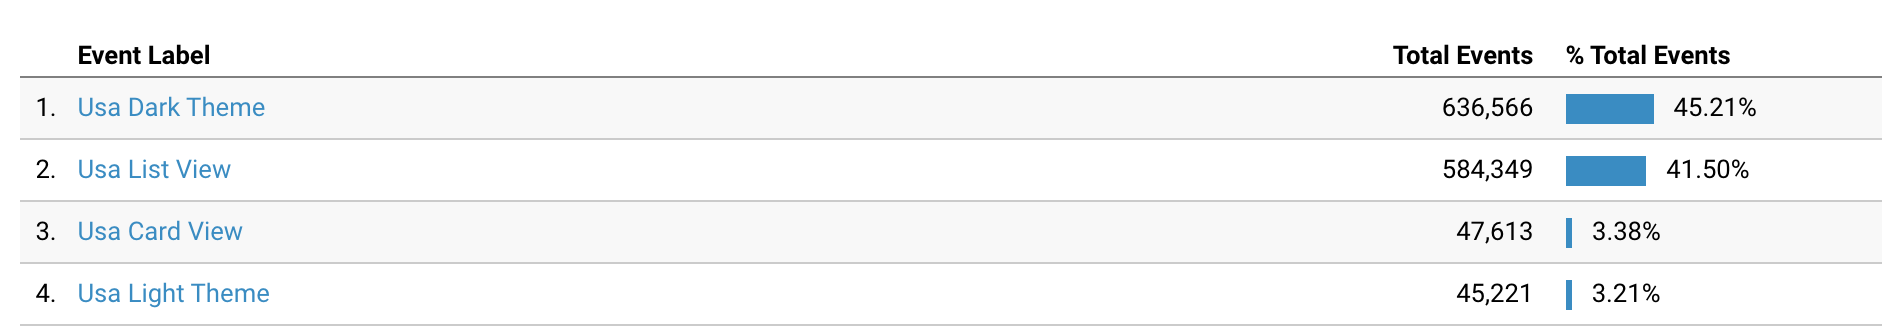 Event Label Total Events % Total Events
1. Usa Dark Theme 636,566 45.21%
2. Usa List View 584,349 41.50%
3. Usa Card View 47,613 3.38%
4. Usa Light Theme 45,221 3.21%